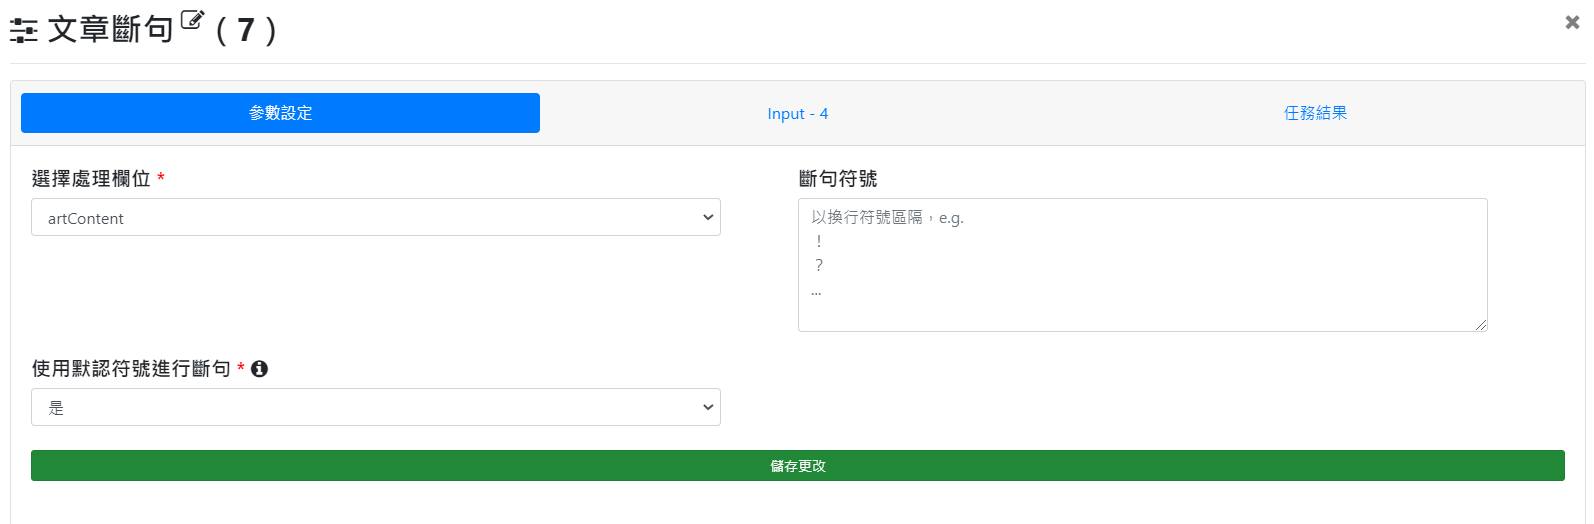 文章斷句 ( 7 )
參數設定
Input - 4
任務結果
選擇處理欄位 *
artContent
斷句符號
以換行符號區隔，e.g.
！
？
...
使用默認符號進行斷句 *
是
儲存更改